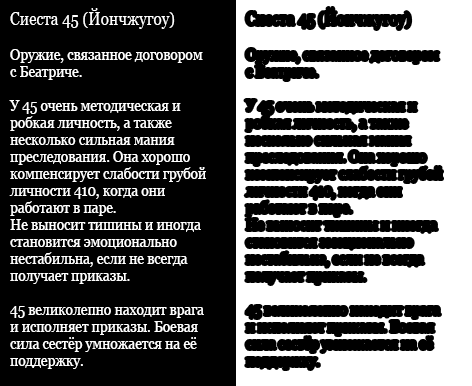 Сиеста 45 (Йончжугоу)
Оружие, связанное договором
с Беатриче.
У 45 очень методическая и
робкая личность, а также
несколько сильная мания
преследования. Она хорошо
компенсирует слабости грубой
личности 410, когда они
работают в паре.
Не выносит тишины и иногда
становится эмоционально
нестабильна, если не всегда
получает приказы.
45 великолепно находит врага
и исполняет приказы. Боевая
сила сестёр умножается на её
поддержку.
Сиеста 45 (Йончжугоу)
Оружие, связанное договором
с Беатриче.
У 45 очень методическая и
робкая личность, а также
несколько сильная мания
преследования. Она хорошо
компенсирует слабости грубой
личности 410, когда они
работают в паре.
Не выносит тишины и иногда
становится эмоционально
нестабильна, если не всегда
получает приказы.
45 великолепно находит врага
и исполняет приказы. Боевая
сила сестёр умножается на её
поддержку.